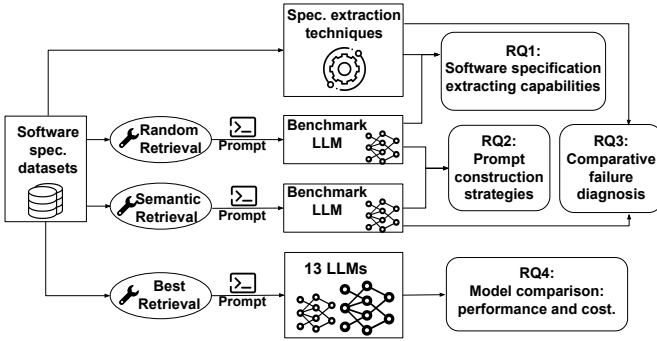 Spec. extraction
techniques
RQ1:
Software specification
extracting capabilities
Software
spec.
datasets
Random
Retrieval
Prompt
Benchmark
LLM
RQ2:
Prompt
construction
strategies
RQ3:
Comparative
failure
diagnosis
Semantic
Retrieval
Prompt
Benchmark
LLM
Best
Retrieval
Prompt
13 LLMs
RQ4:
Model comparison:
performance and cost.